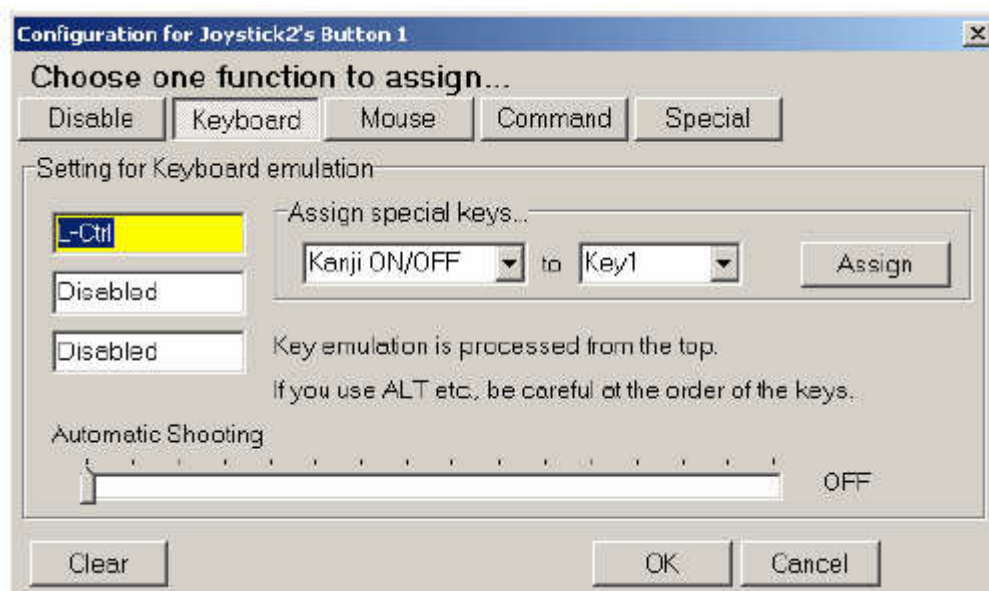 Configuration for Joystick2's Button 1
Choose one function to assign...
Disable Keyboard Mouse Command Special
Setting for Keyboard emulation
L-Ctrl
Assign special keys...
Kanji ON/OFF to Key1 Assign
Disabled
Disabled
Key emulation is processed from the top.
If you use ALT etc., be careful at the order of the keys.
Automatic Shooting
OFF
Clear OK Cancel